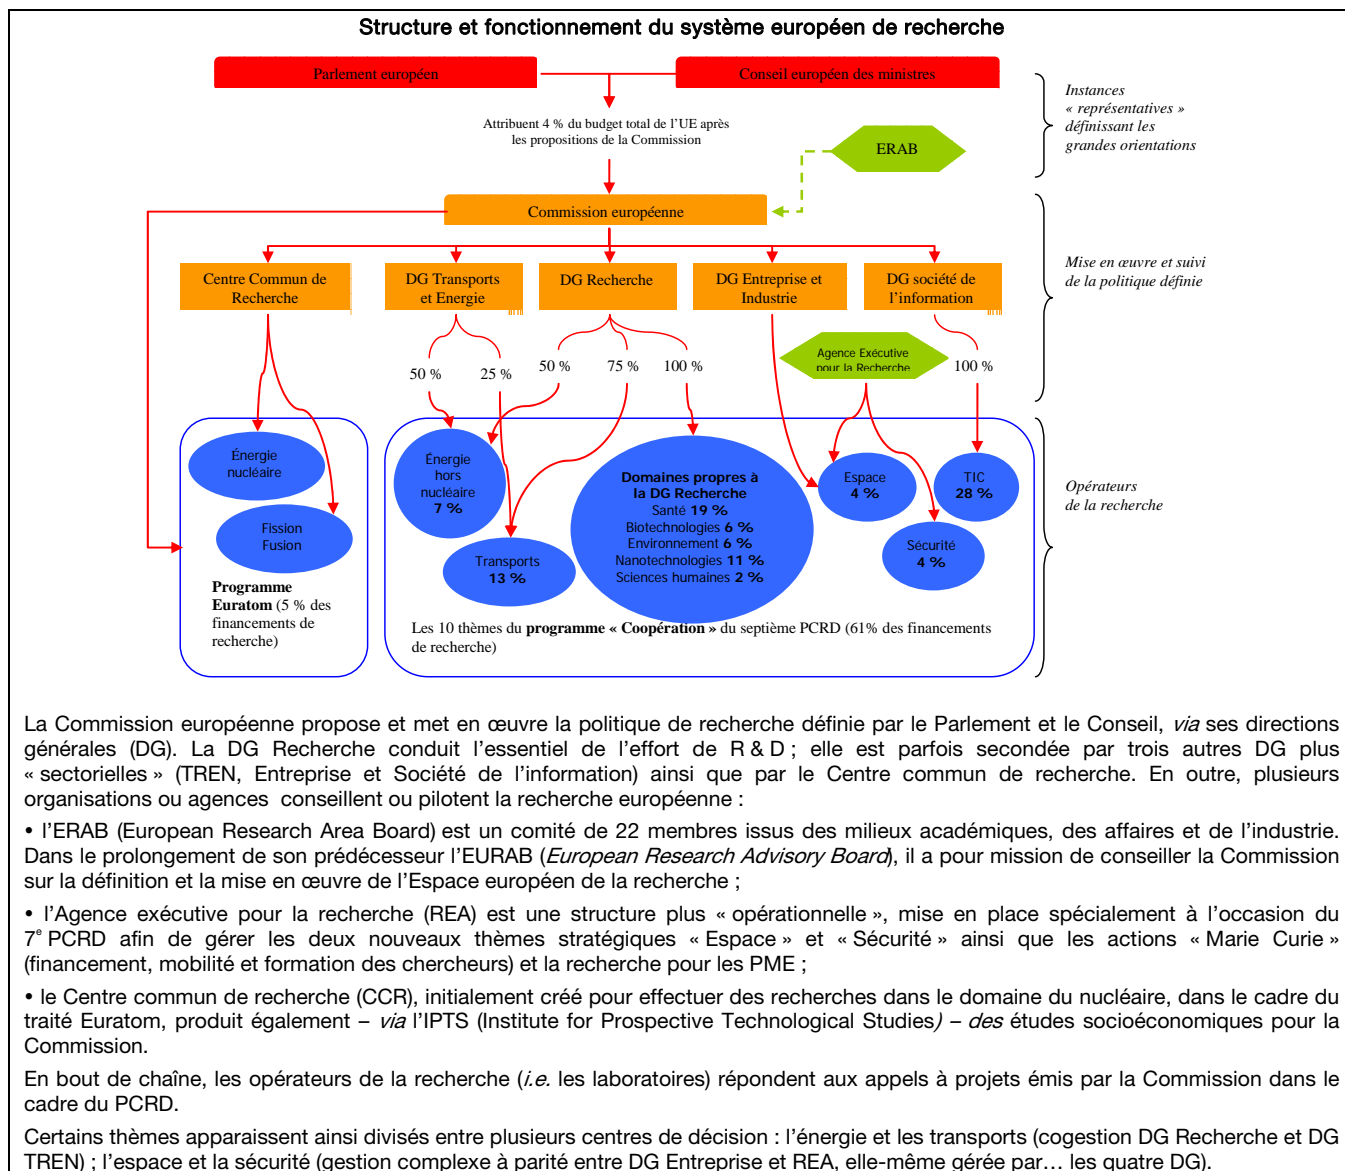 Structure et fonctionnement du système européen de recherche
Parlement européen
Conseil européen des ministres
Instances
« représentatives »
définissant les
grandes orientations
Attribuent 4 % du budget total de l’UE après
les propositions de la Commission
ERAB
Commission européenne
Mise en œuvre et suivi
de la politique définie
Centre Commun de
Recherche
DG Transports
et Energie
DG Recherche
DG Entreprise et
Industrie
DG société de
l’information
Agence Exécutive
pour la Recherche
50 %
25 %
50 %
75 %
100 %
100 %
Énergie
nucléaire
Fission
Fusion
Programme
Euratom (5 % des
financements de
recherche)
Énergie
hors
nucléaire
7 %
Transports
13 %
Domaines propres à
la DG Recherche
Santé 19 %
Biotechnologies 6 %
Environnement 6 %
Nanotechnologies 11 %
Sciences humaines 2 %
Espace
4 %
TIC
28 %
Sécurité
4 %
Opérateurs
de la recherche
Les 10 thèmes du programme « Coopération » du septième PCRD (61% des financements
de recherche)
La Commission européenne propose et met en œuvre la politique de recherche définie par le Parlement et le Conseil, via ses directions
générales (DG). La DG Recherche conduit l’essentiel de l’effort de R & D ; elle est parfois secondée par trois autres DG plus
« sectorielles » (TREN, Entreprise et Société de l’information) ainsi que par le Centre commun de recherche. En outre, plusieurs
organisations ou agences conseillent ou pilotent la recherche européenne :
• l’ERAB (European Research Area Board) est un comité de 22 membres issus des milieux académiques, des affaires et de l’industrie.
Dans le prolongement de son prédécesseur l’EURAB (European Research Advisory Board), il a pour mission de conseiller la Commission
sur la définition et la mise en œuvre de l’Espace européen de la recherche ;
• l’Agence exécutive pour la recherche (REA) est une structure plus « opérationnelle », mise en place spécialement à l’occasion du
7e PCRD afin de gérer les deux nouveaux thèmes stratégiques « Espace » et « Sécurité » ainsi que les actions « Marie Curie »
(financement, mobilité et formation des chercheurs) et la recherche pour les PME ;
• le Centre commun de recherche (CCR), initialement créé pour effectuer des recherches dans le domaine du nucléaire, dans le cadre du
traité Euratom, produit également – via l’IPTS (Institute for Prospective Technological Studies) – des études socioéconomiques pour la
Commission.
En bout de chaîne, les opérateurs de la recherche (i.e. les laboratoires) répondent aux appels à projets émis par la Commission dans le
cadre du PCRD.
Certains thèmes apparaissent ainsi divisés entre plusieurs centres de décision : l’énergie et les transports (cogestion DG Recherche et DG
TREN) ; l’espace et la sécurité (gestion complexe à parité entre DG Entreprise et REA, elle-même gérée par… les quatre DG).